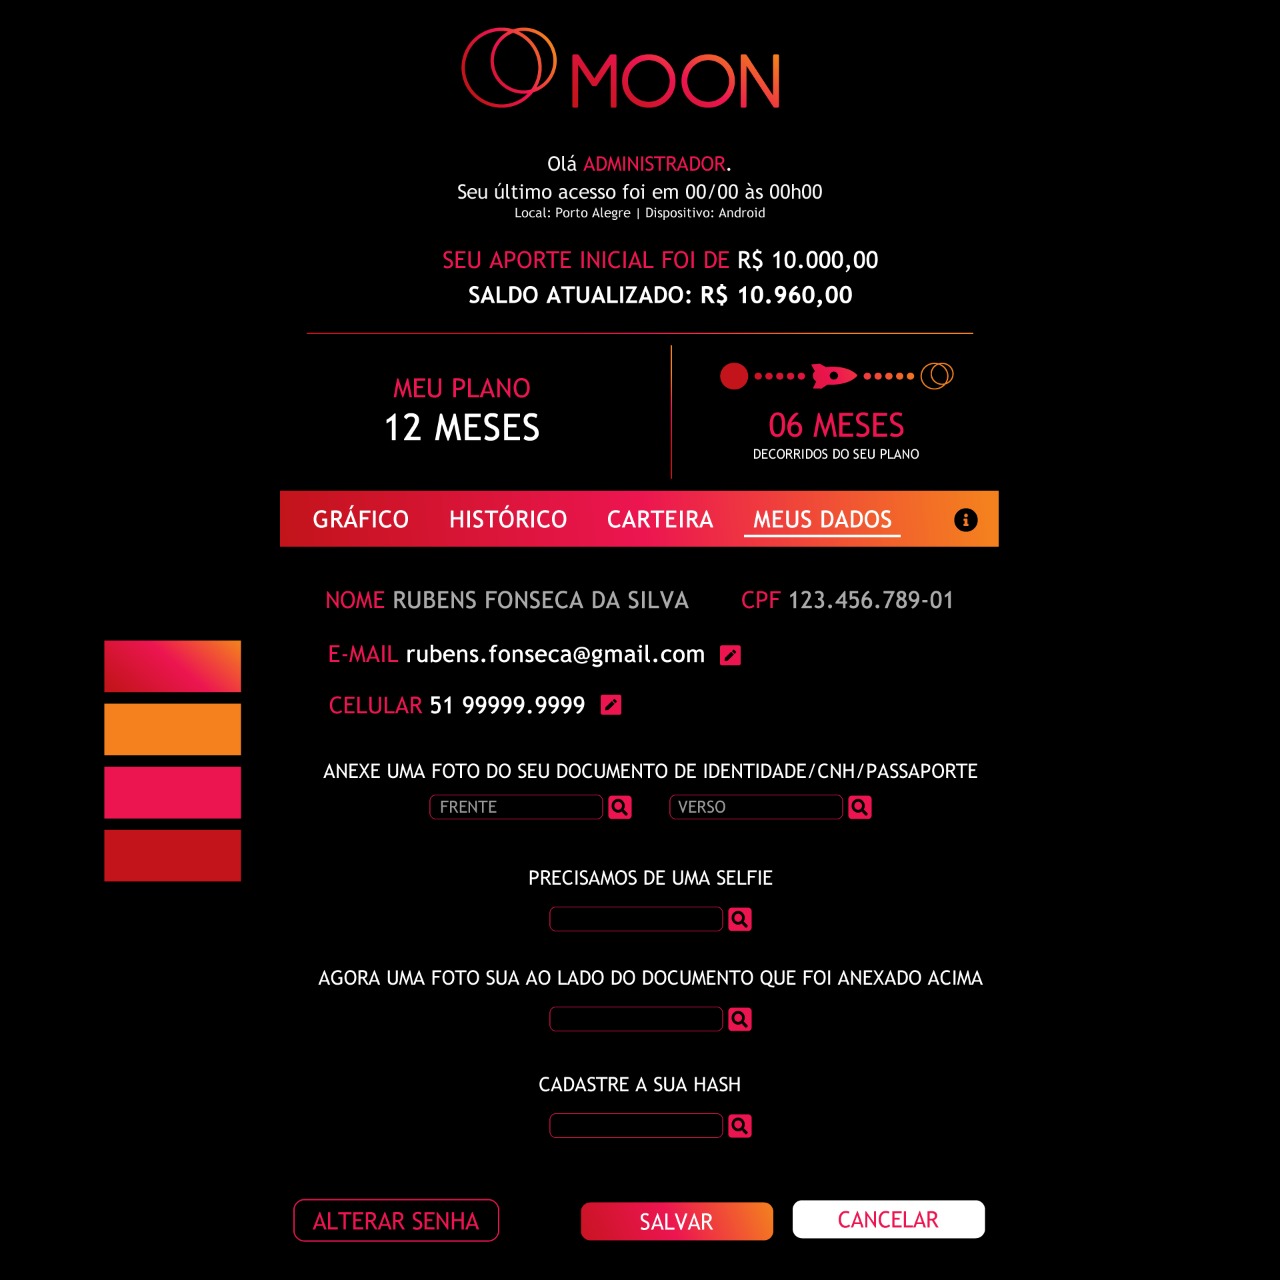 MOON
Olá ADMINISTRADOR.
Seu último acesso foi em 00/00 às 00h00
Local: Porto Alegre | Dispositivo: Android
SEU APORTE INICIAL FOI DE R$ 10.000,00
SALDO ATUALIZADO: R$ 10.960,00
MEU PLANO
12 MESES
06 MESES
DECORRIDOS DO SEU PLANO
GRÁFICO HISTÓRICO CARTEIRA MEUS DADOS i
NOME RUBENS FONSECA DA SILVA CPF 123.456.789-01
E-MAIL rubens.fonseca@gmail.com
CELULAR 51 99999.9999
ANEXE UMA FOTO DO SEU DOCUMENTO DE IDENTIDADE/CNH/PASSAPORTE
FRENTE VERSO
PRECISAMOS DE UMA SELFIE
AGORA UMA FOTO SUA AO LADO DO DOCUMENTO QUE FOI ANEXADO ACIMA
CADASTRE A SUA HASH
ALTERAR SENHA SALVAR CANCELAR